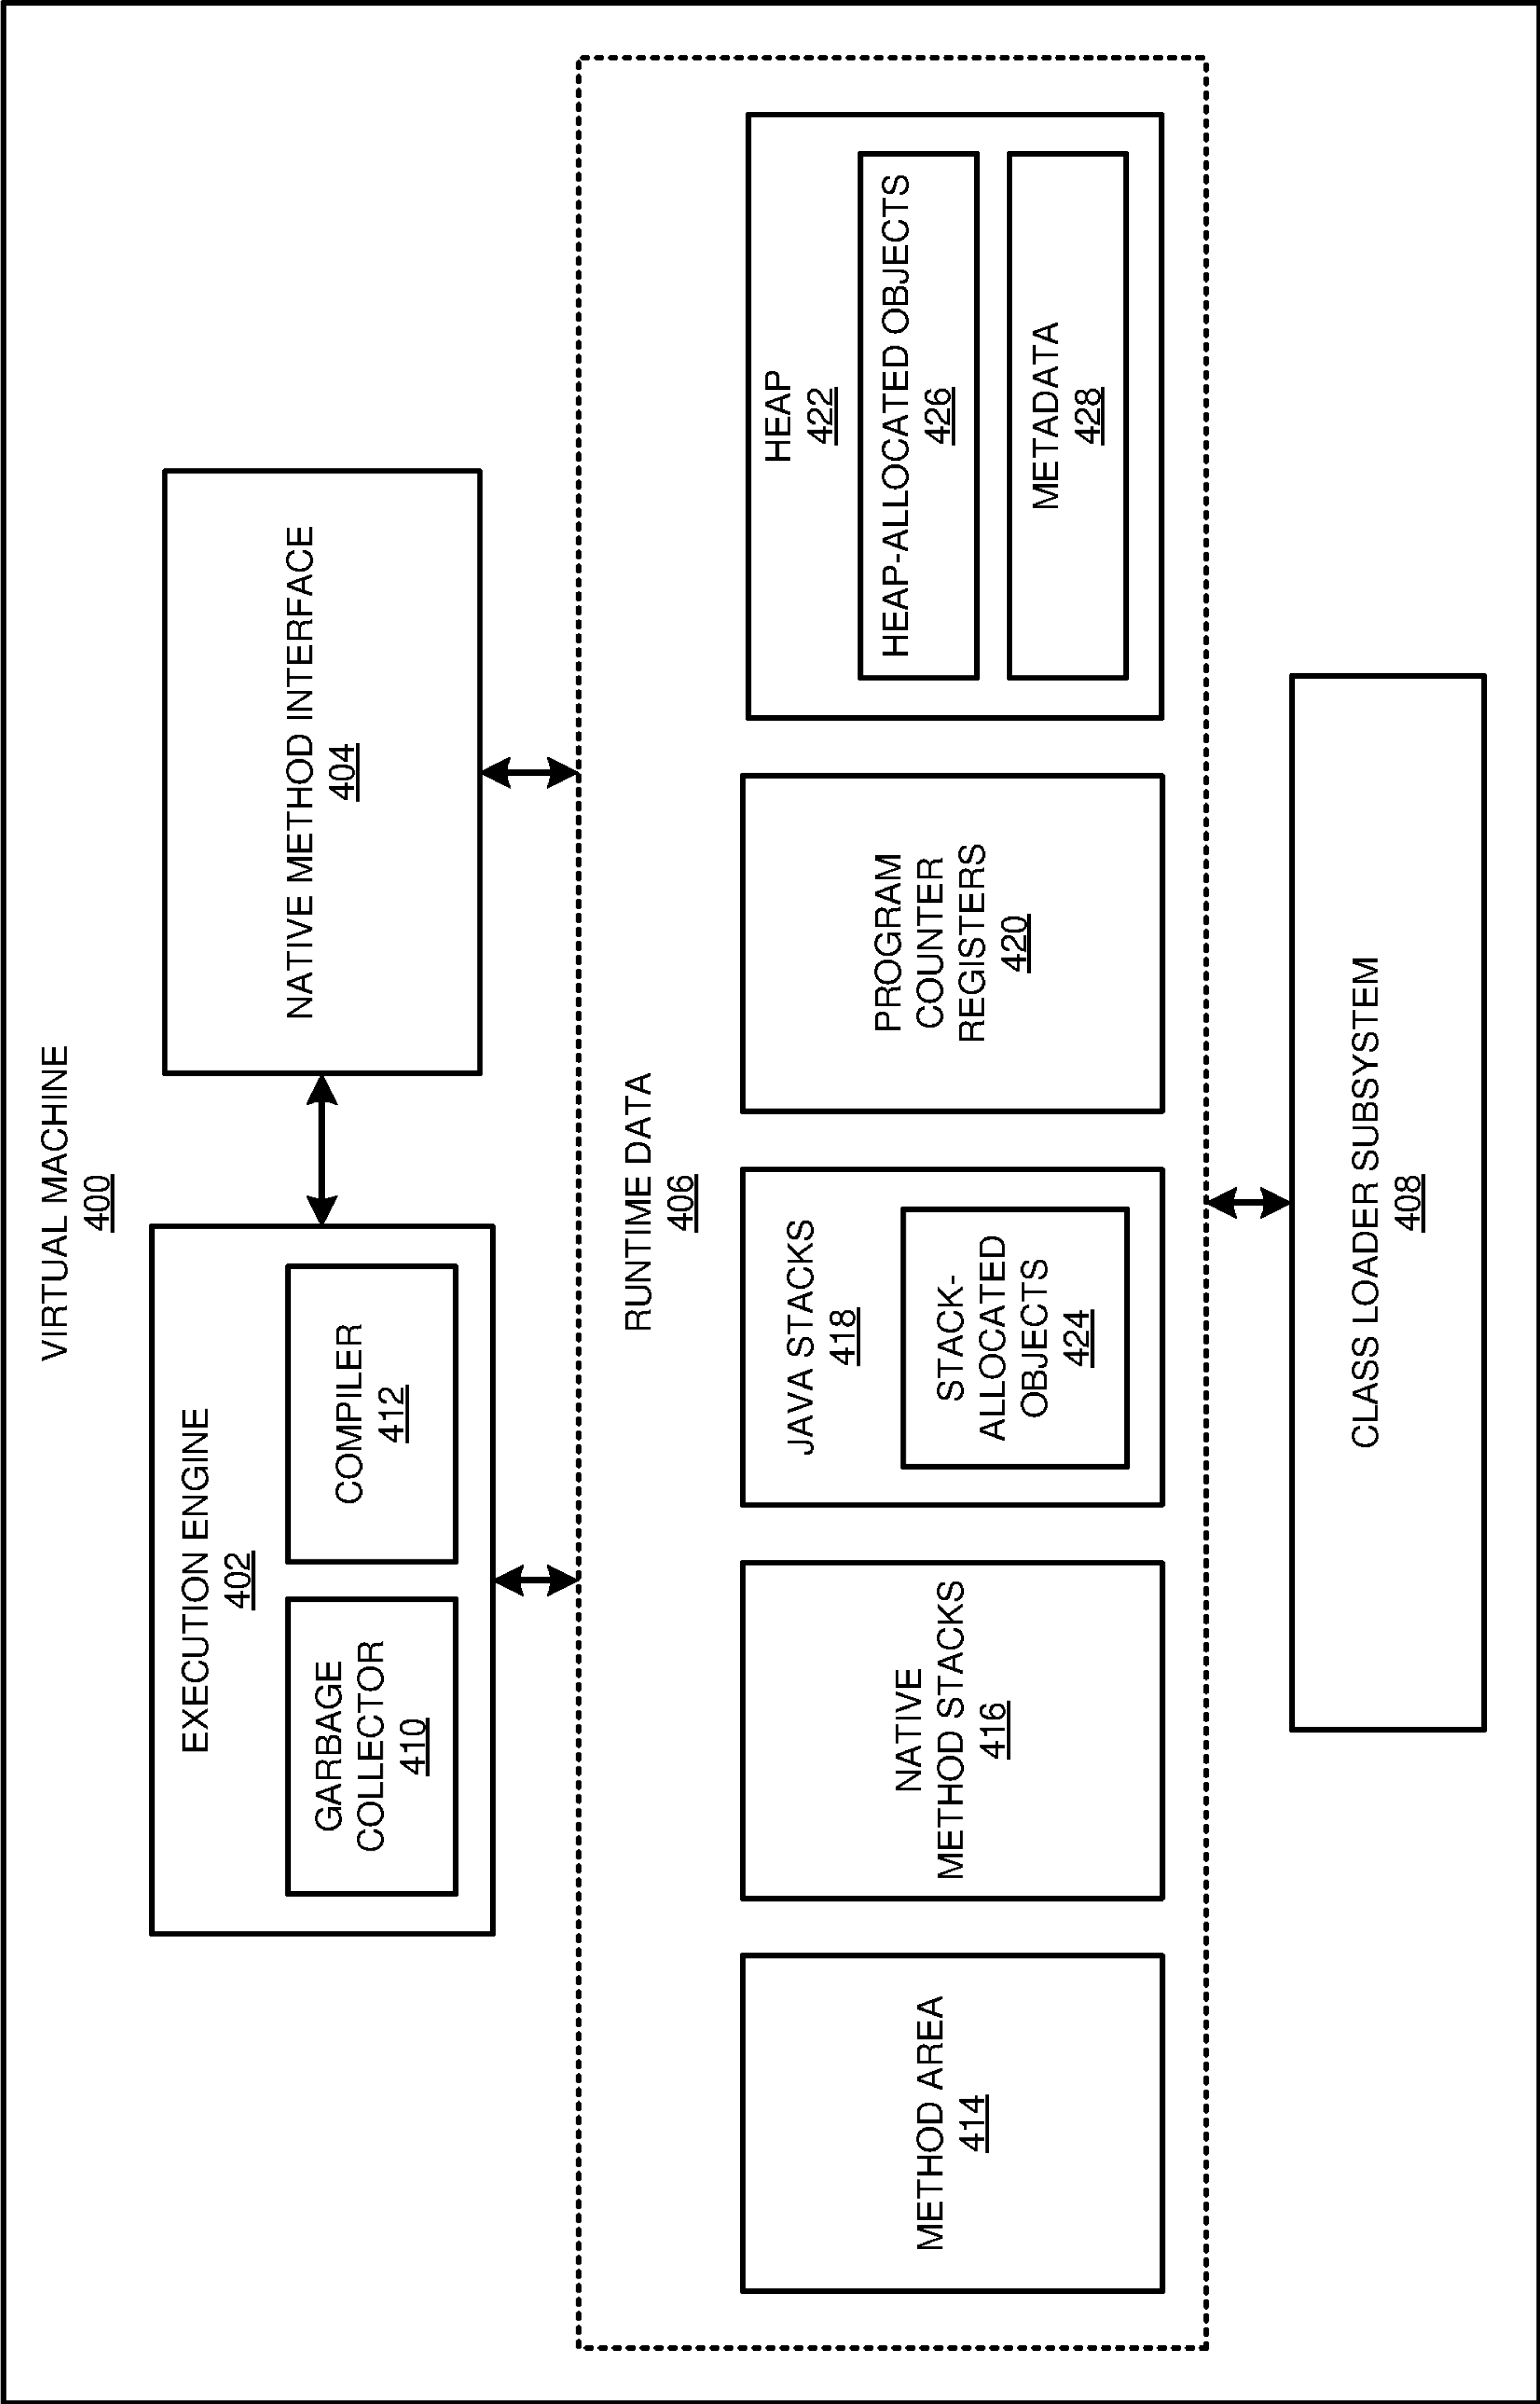 VIRTUAL MACHINE
400
EXECUTION ENGINE
402
GARBAGE
COLLECTOR
410
COMPILER
412
NATIVE METHOD INTERFACE
404
RUNTIME DATA
406
METHOD AREA
414
NATIVE
METHOD STACKS
416
JAVA STACKS
418
STACK-
ALLOCATED
OBJECTS
424
PROGRAM
COUNTER
REGISTERS
420
HEAP
422
HEAP-ALLOCATED OBJECTS
426
METADATA
428
CLASS LOADER SUBSYSTEM
408